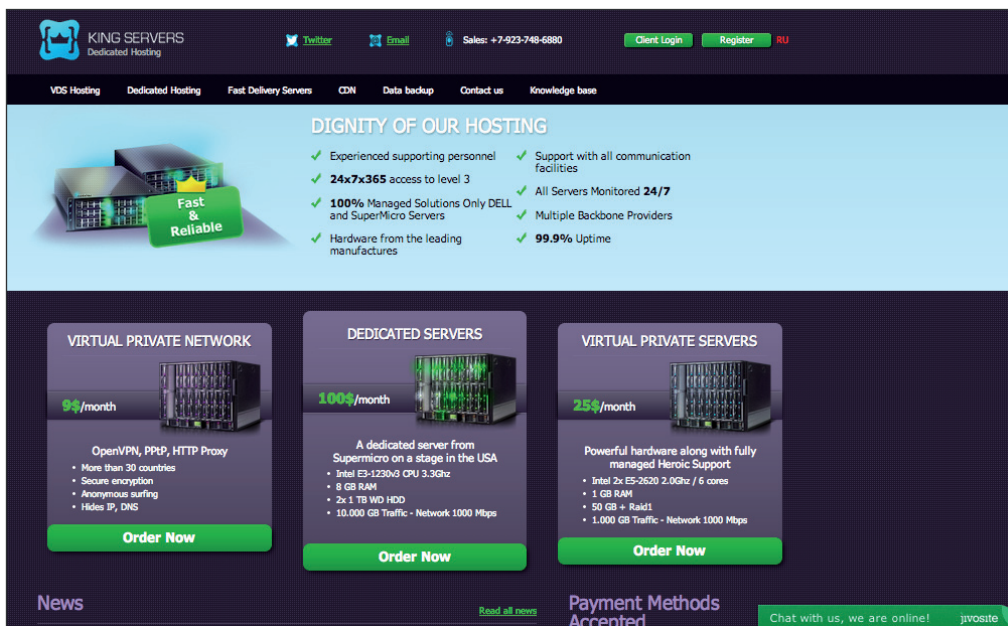 KING SERVERS
Dedicated Hosting
Twitter
Email
Sales: +7-923-748-6880
Client Login
Register
RU
VDS Hosting
Dedicated Hosting
Fast Delivery Servers
CDN
Data backup
Contact us
Knowledge base
Fast
&
Reliable
DIGNITY OF OUR HOSTING
Experienced supporting personnel
24x7x365 access to level 3
100% Managed Solutions Only DELL
and SuperMicro Servers
Hardware from the leading
manufactures
Support with all communication
facilities
All Servers Monitored 24/7
Multiple Backbone Providers
99.9% Uptime
VIRTUAL PRIVATE NETWORK
9$/month
OpenVPN, PPtP, HTTP Proxy
• More than 30 countries
• Secure encryption
• Anonymous surfing
• Hides IP, DNS
Order Now
DEDICATED SERVERS
100$/month
A dedicated server from
Supermicro on a stage in the USA
• Intel E3-1230v3 CPU 3.3Ghz
• 8 GB RAM
• 2x 1 TB WD HDD
• 10.000 GB Traffic - Network 1000 Mbps
Order Now
VIRTUAL PRIVATE SERVERS
25$/month
Powerful hardware along with fully
managed Heroic Support
• Intel 2x E5-2620 2.0Ghz / 6 cores
• 1 GB RAM
• 50 GB + Raid1
• 1.000 GB Traffic - Network 1000 Mbps
Order Now
News
Read all news
Payment Methods
Accepted
Chat with us, we are online!
jivosite